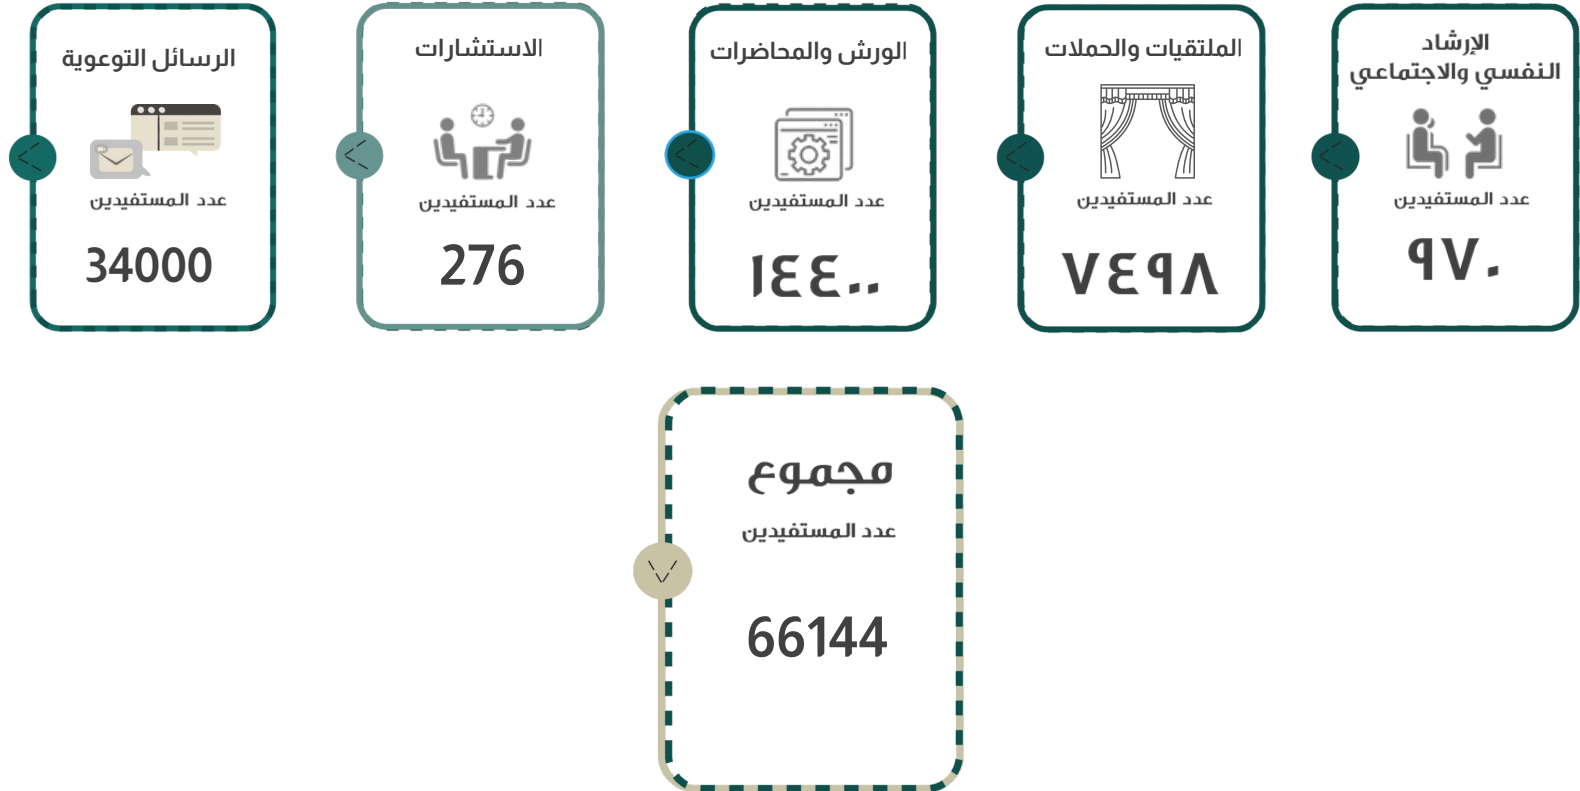 الإرشاد
النفسي والاجتماعي
عدد المستفيدين
٩٧٠
الملتقيات والحملات
عدد المستفيدين
٧٤٩٨
الورش والمحاضرات
عدد المستفيدين
١٤٤٠٠
الاستشارات
عدد المستفيدين
276
الرسائل التوعوية
عدد المستفيدين
34000
مجموع
عدد المستفيدين
66144